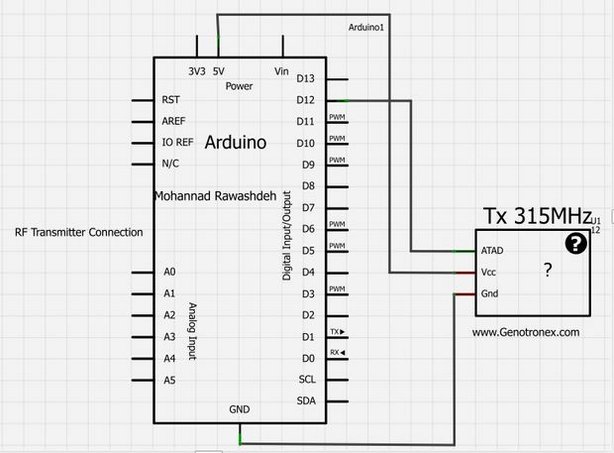 Arduino1
3V3 5V Vin
Power
D13
RST
D12
AREF
D11 PWM
IO REF
Arduino
D10 PWM
N/C
D9 PWM
D8
Mohannad Rawashdeh
D7
Digital Input/Output
Tx 315MHz
U1
12
RF Transmitter Connection
D6 PWM
D5 PWM
ATAD
A0
D4
Vcc
?
?
A1
D3 PWM
Gnd
Analog Input
A2
D2
www.Genotronex.com
A3
D1 TX▶
A4
D0 RX◀
A5
SCL
SDA
GND